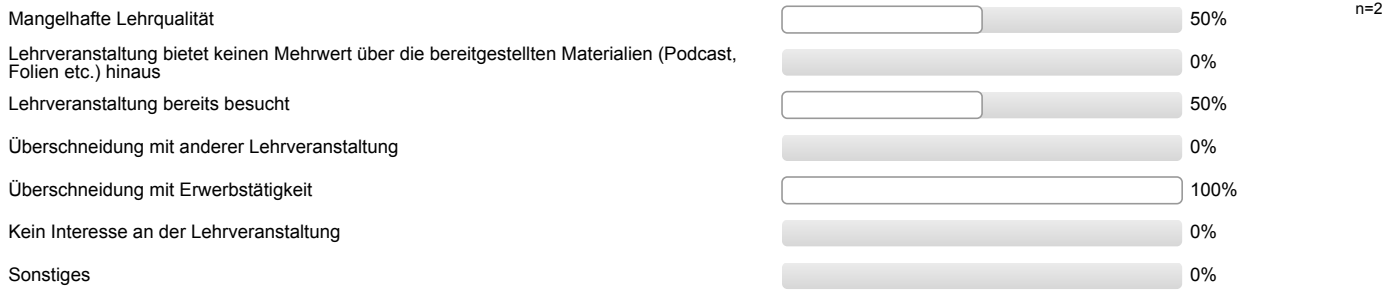 Mangelhafte Lehrqualität 50% n=2
Lehrveranstaltung bietet keinen Mehrwert über die bereitgestellten Materialien (Podcast,
Folien etc.) hinaus 0%
Lehrveranstaltung bereits besucht 50%
Überschneidung mit anderer Lehrveranstaltung 0%
Überschneidung mit Erwerbstätigkeit 100%
Kein Interesse an der Lehrveranstaltung 0%
Sonstiges 0%